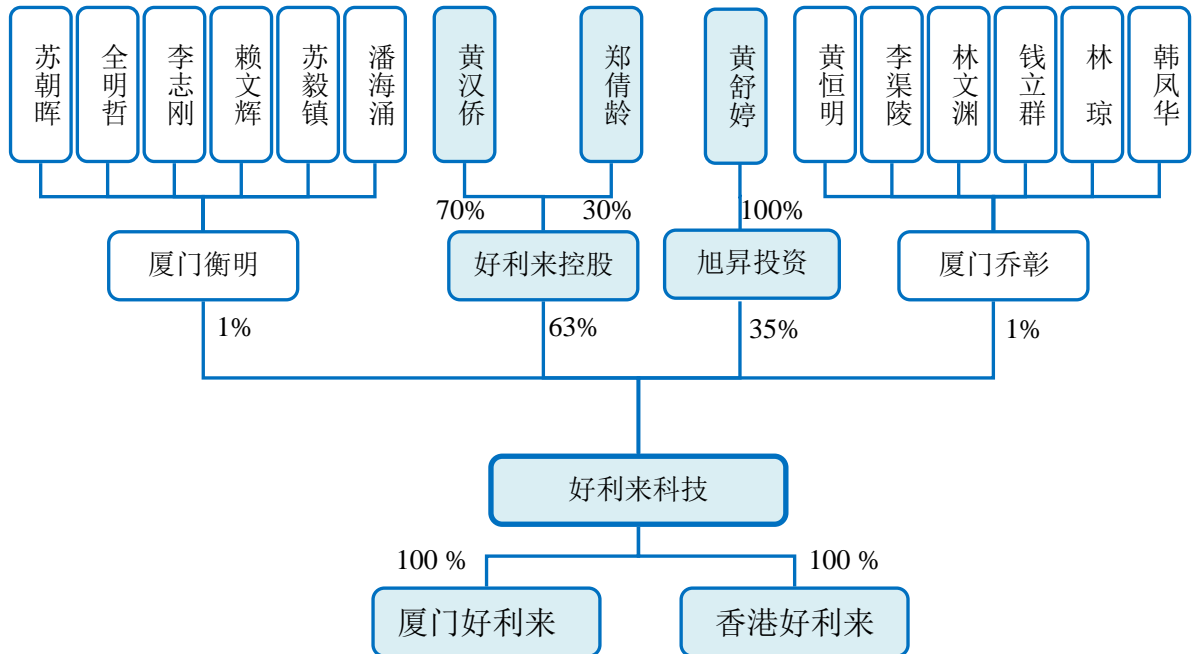 苏朝晖
全明哲
李志刚
赖文辉
苏毅镇
潘海涌
黄汉侨
郑倩龄
黄舒婷
黄恒明
李渠陵
林文渊
钱立群
林 琼
韩凤华
70%
30%
100%
厦门衡明
好利来控股
旭昇投资
厦门乔彰
1%
63%
35%
1%
好利来科技
100 %
100 %
厦门好利来
香港好利来